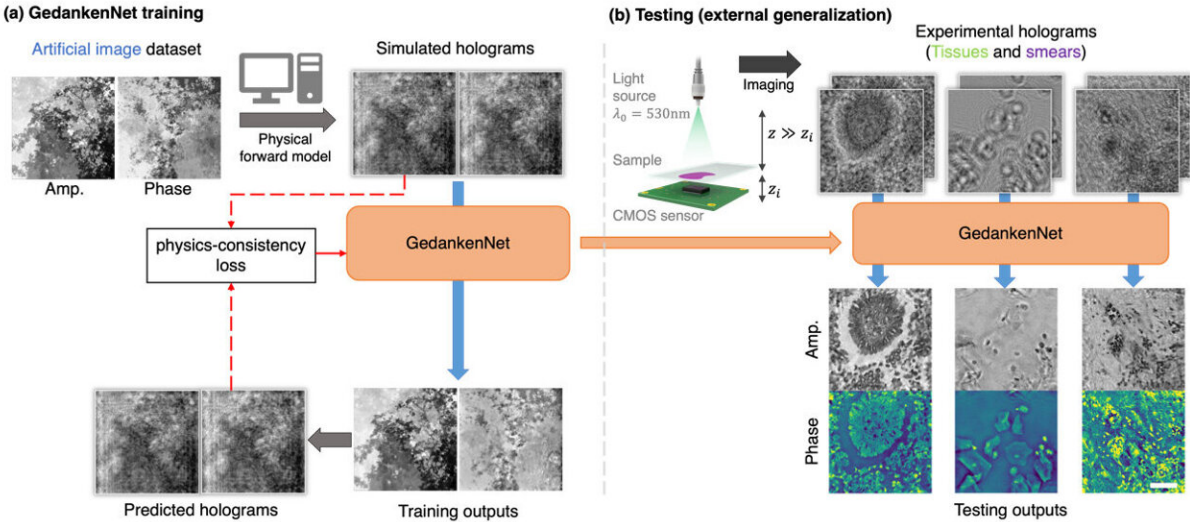 (a) GedankenNet training
Artificial image dataset
Amp.
Phase
Physical
forward model
Simulated holograms
physics-consistency
loss
GedankenNet
Predicted holograms
Training outputs
(b) Testing (external generalization)
Light
source
λ₀ = 530nm
Sample
CMOS sensor
z ≫ zᵢ
zᵢ
Imaging
Experimental holograms
(Tissues and smears)
GedankenNet
Amp.
Phase
Testing outputs